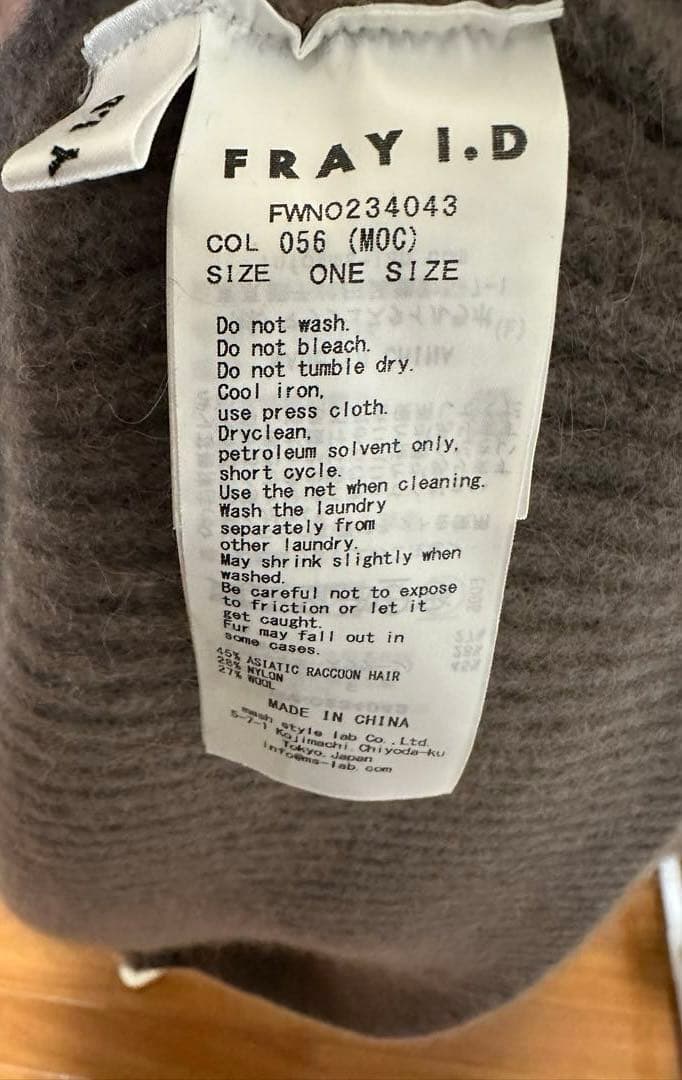 FRAY I.D
FWNO234043
COL 056 (MOC)
SIZE ONE SIZE
Do not wash.
Do not bleach.
Do not tumble dry.
Cool iron,
use press cloth.
Dryclean,
petroleum solvent only,
short cycle.
Use the net when cleaning.
Wash the laundry
separately from
other laundry.
May shrink slightly when
washed.
Be careful not to expose
to friction or let it
get caught.
Fur may fall out in
some cases.
45% ASIATIC RACCOON HAIR
28% NYLON
27% WOOL
MADE IN CHINA
mash style lab Co.,Ltd.
5-7-1 Kojimachi, Chiyoda-ku
Tokyo, Japan
info@ms-lab.com